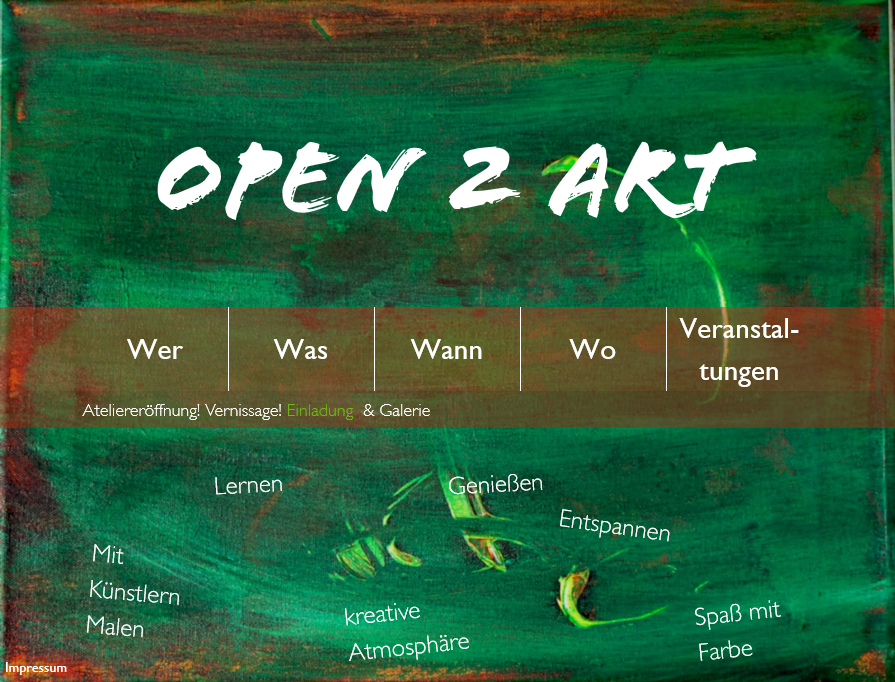 OPEN 2 ART
Wer
Was
Wann
Wo
Veranstal-
tungen
Ateliereröffnung! Vernissage! Einladung & Galerie
Lernen
Genießen
Entspannen
Mit
Künstlern
Malen
kreative
Atmosphäre
Spaß mit
Farbe
Impressum